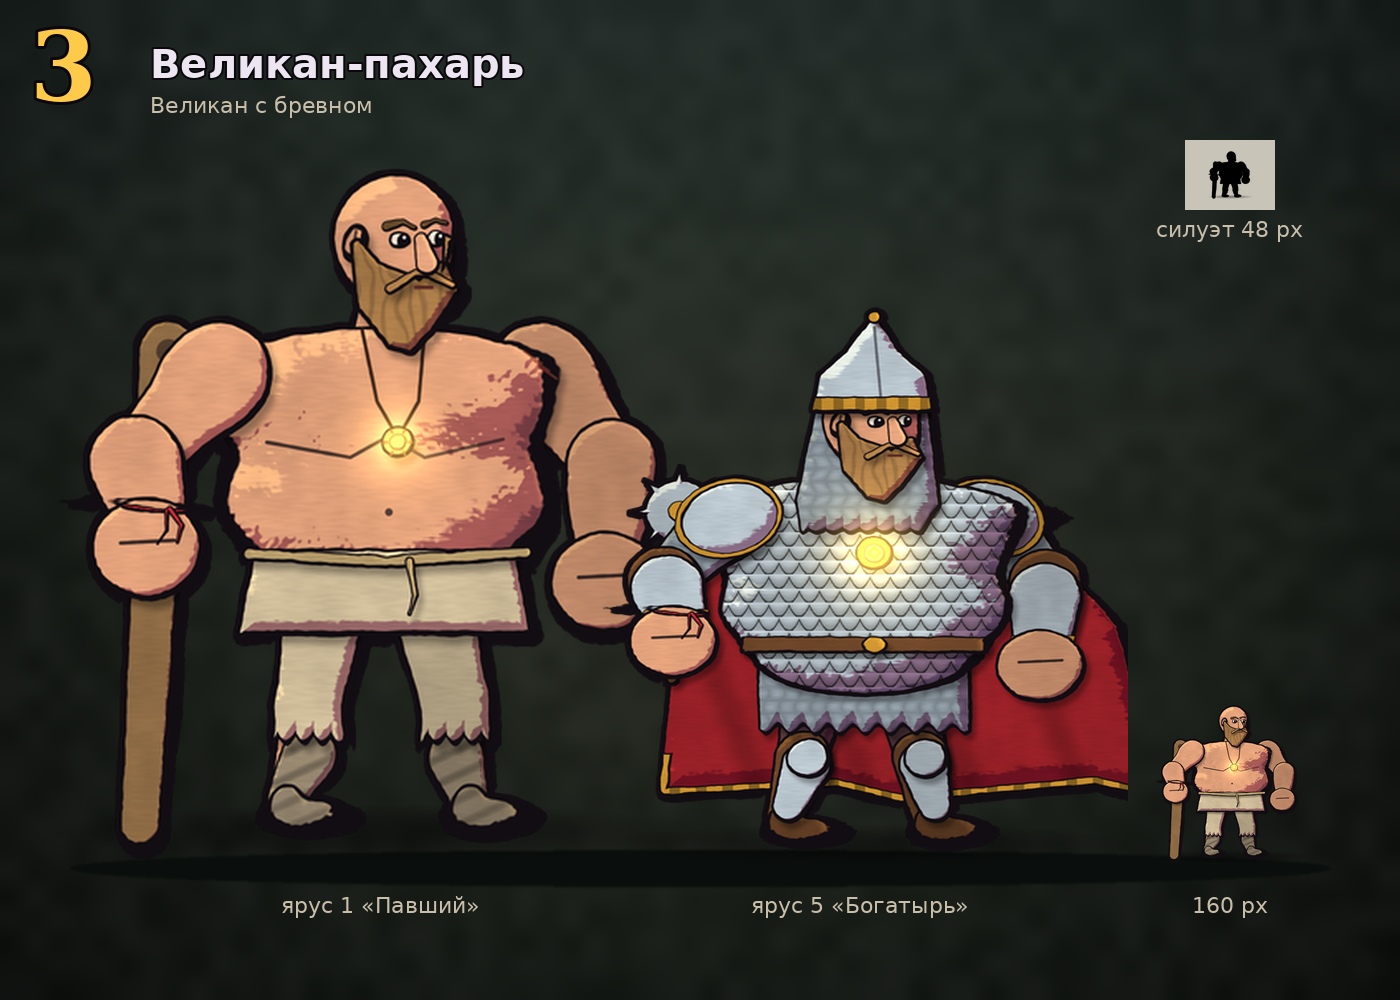 3
Великан-пахарь
Великан с бревном
силуэт 48 px
ярус 1 «Павший»
ярус 5 «Богатырь»
160 px